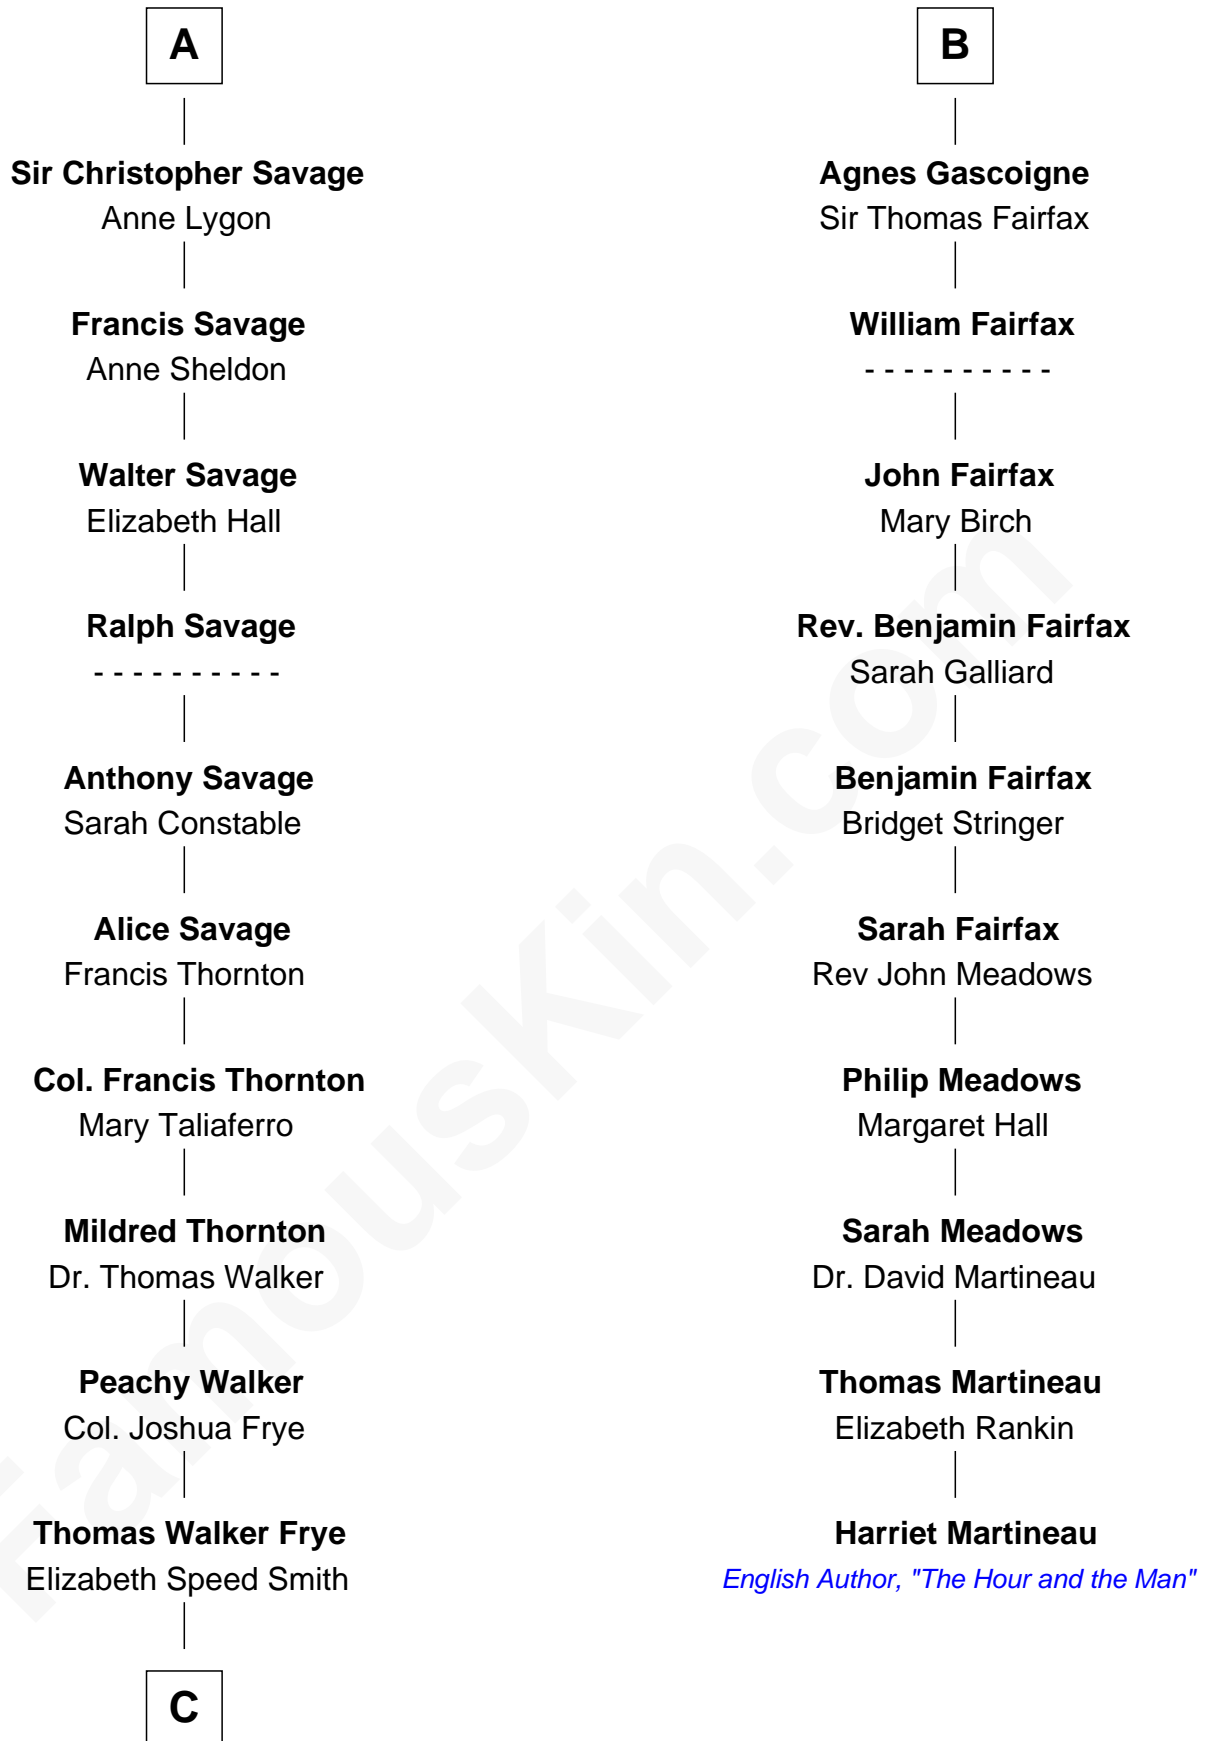 A
Sir Christopher Savage
Anne Lygon
Francis Savage
Anne Sheldon
Walter Savage
Elizabeth Hall
Ralph Savage
- - - - - - - - - -
Anthony Savage
Sarah Constable
Alice Savage
Francis Thornton
Col. Francis Thornton
Mary Taliaferro
Mildred Thornton
Dr. Thomas Walker
Peachy Walker
Col. Joshua Frye
Thomas Walker Frye
Elizabeth Speed Smith
C
B
Agnes Gascoigne
Sir Thomas Fairfax
William Fairfax
- - - - - - - - - -
John Fairfax
Mary Birch
Rev. Benjamin Fairfax
Sarah Galliard
Benjamin Fairfax
Bridget Stringer
Sarah Fairfax
Rev John Meadows
Philip Meadows
Margaret Hall
Sarah Meadows
Dr. David Martineau
Thomas Martineau
Elizabeth Rankin
Harriet Martineau
English Author, "The Hour and the Man"
FamousKin.com